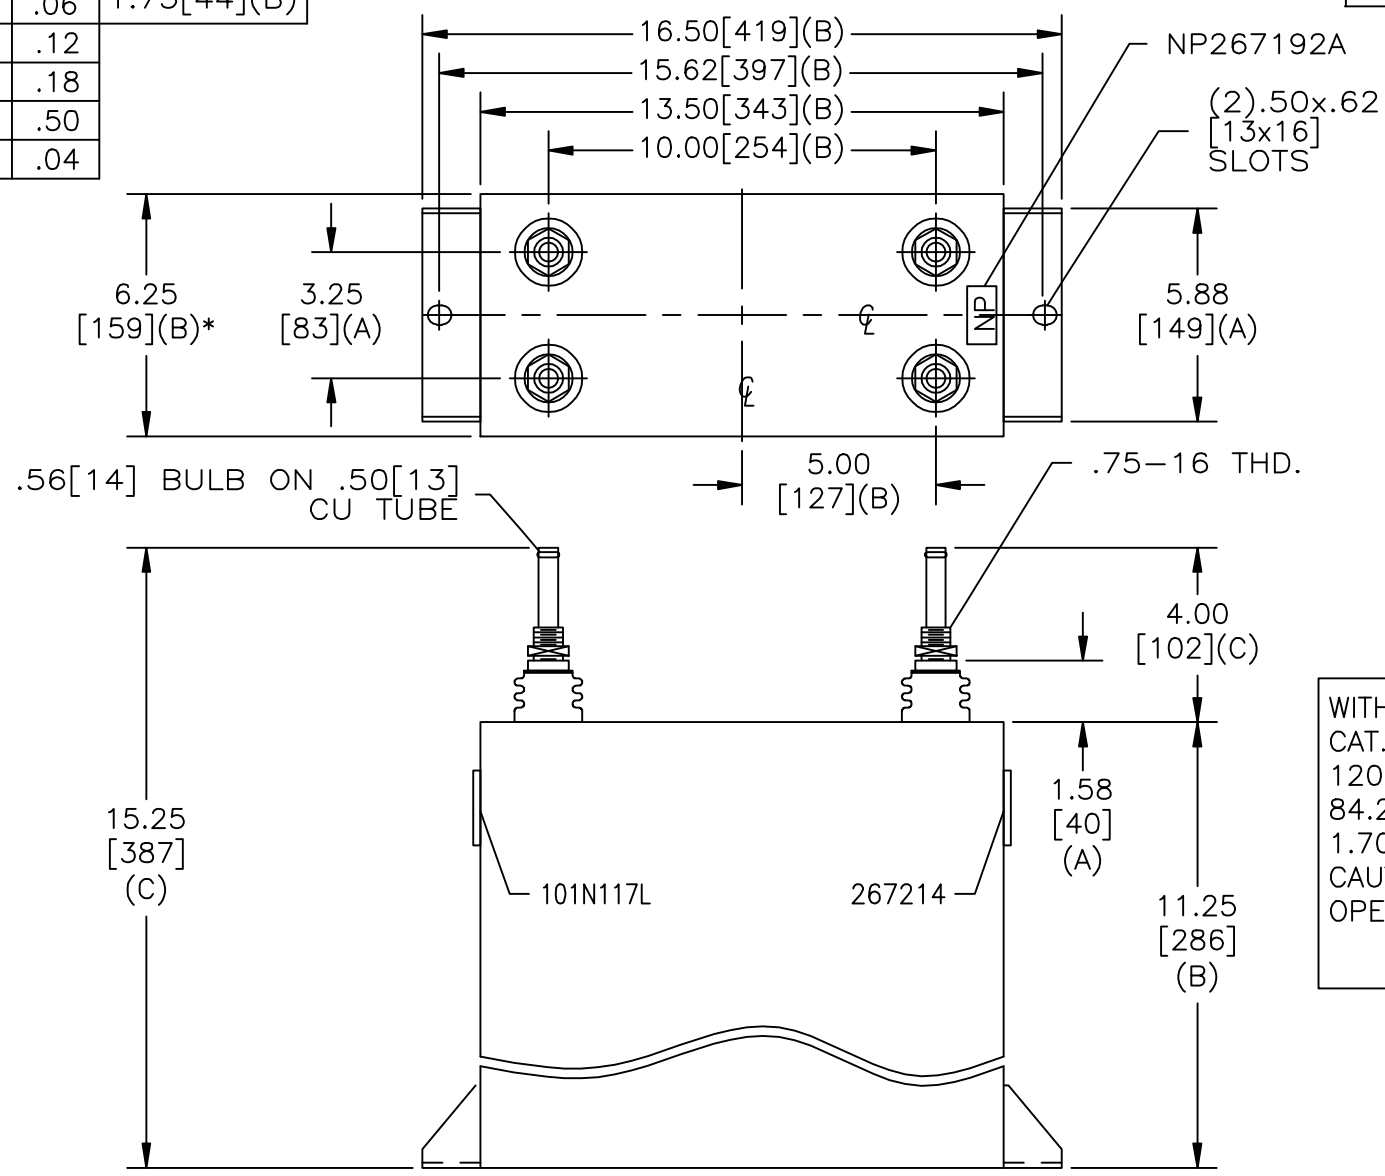 .06
1.75[44](B)
.12
.18
.50
.04
16.50[419](B)
15.62[397](B)
13.50[343](B)
10.00[254](B)
NP267192A
(2).50x.62
[13x16]
SLOTS
6.25
[159](B)*
3.25
[83](A)
NP
5.88
[149](A)
℄
℄
.56[14] BULB ON .50[13]
CU TUBE
5.00
[127](B)
.75-16 THD.
4.00
[102](C)
15.25
[387]
(C)
1.58
[40]
(A)
101N117L
267214
11.25
[286]
(B)
WITH
CAT.
120
84.2
1.70
CAU
OPE